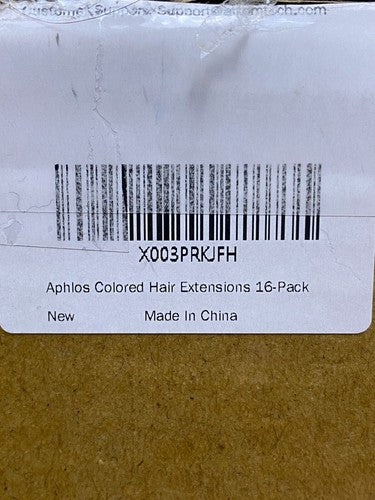 X003PRKJFH
Aphlos Colored Hair Extensions 16-Pack
New Made In China